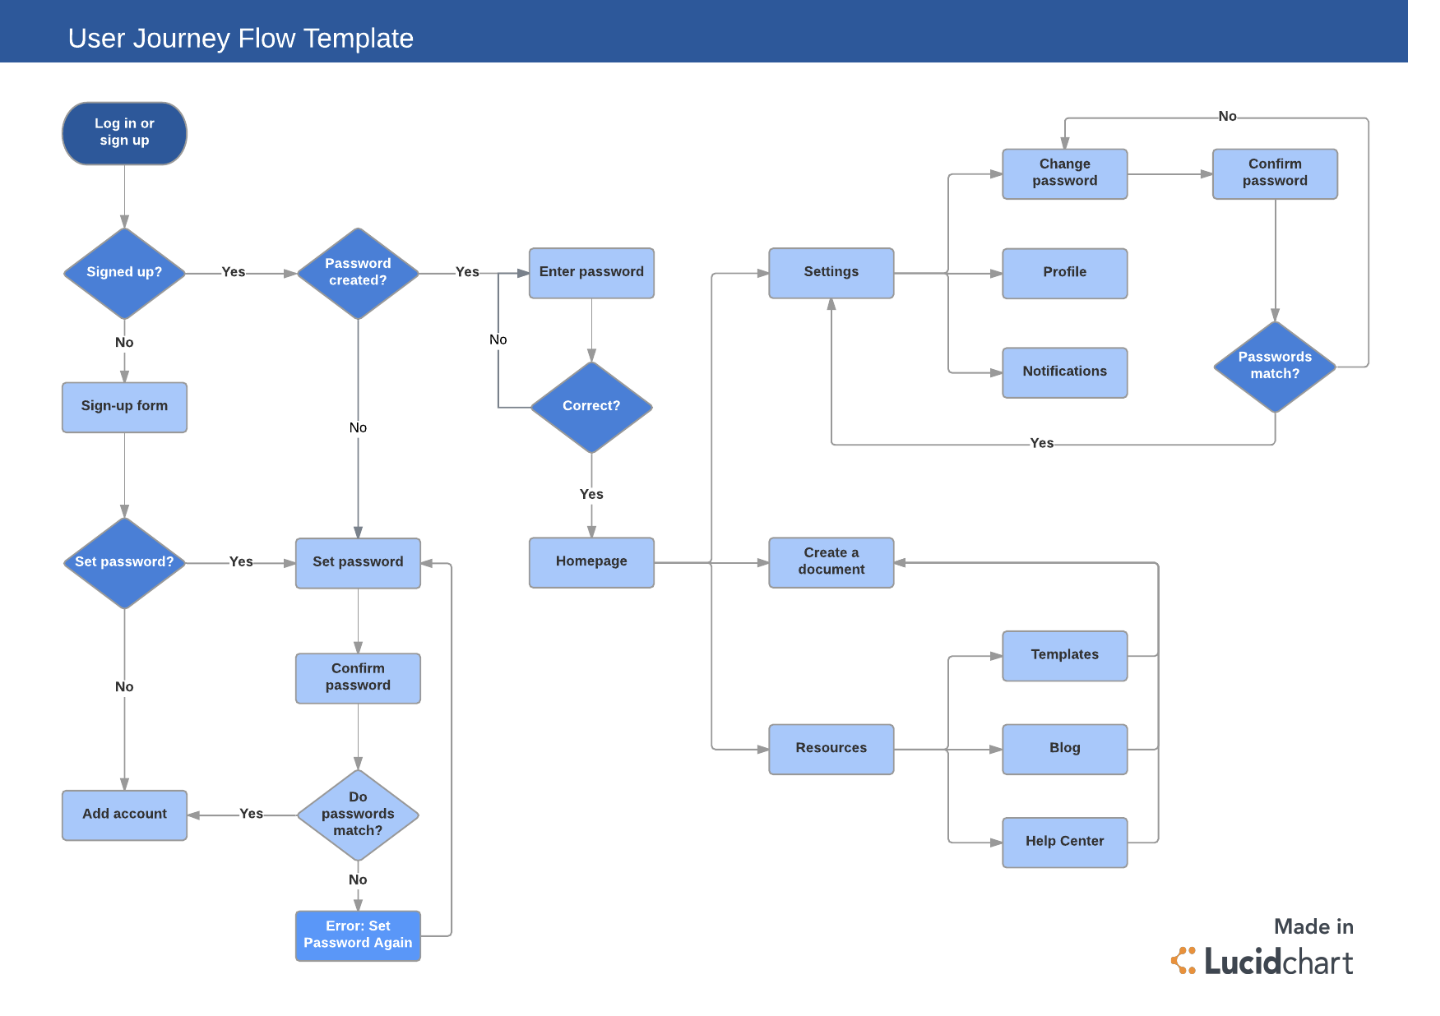 User Journey Flow Template
Log in or
sign up
Signed up?
Yes
Password
created?
Yes
Enter password
No
Correct?
Yes
Homepage
No
Sign-up form
Set password?
Yes
No
Set password
Confirm
password
Do
passwords
match?
Yes
No
Add account
No
Error: Set
Password Again
Settings
Change
password
Confirm
password
No
Profile
Notifications
Passwords
match?
Yes
Create a
document
Resources
Templates
Blog
Help Center
Made in
Lucidchart